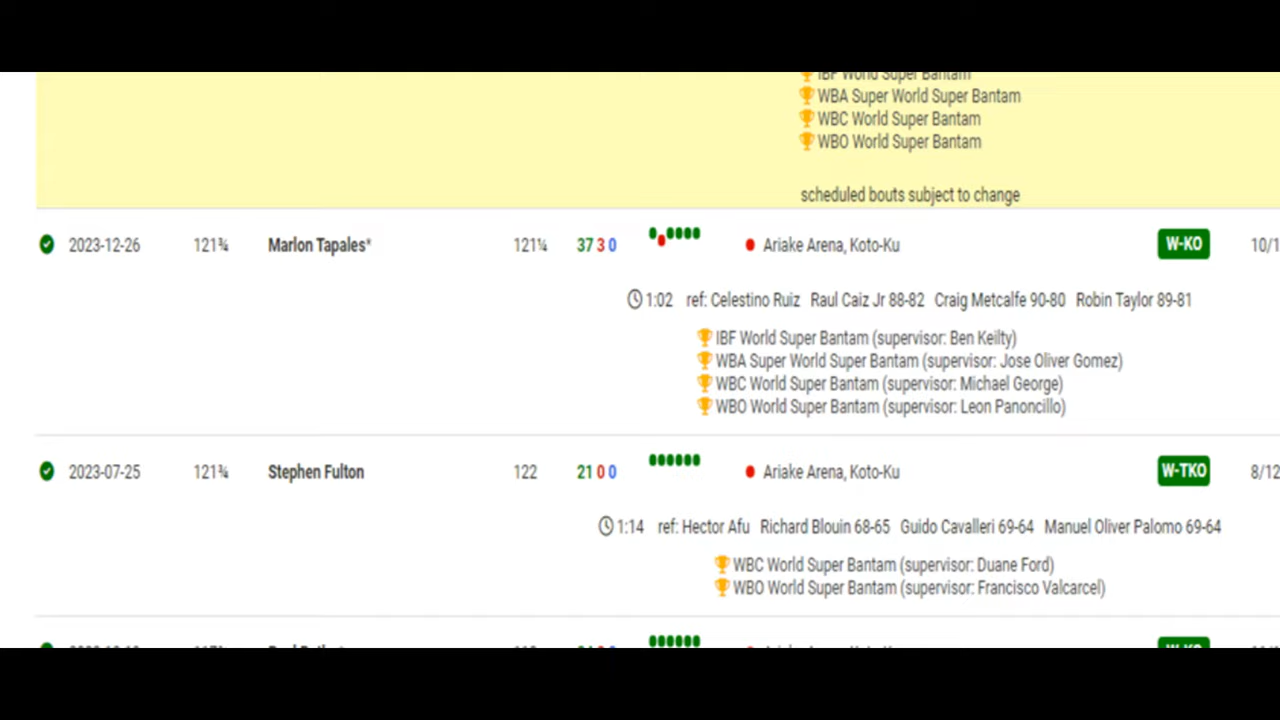 IBF World Super Bantam
WBA Super World Super Bantam
WBC World Super Bantam
WBO World Super Bantam
scheduled bouts subject to change
2023-12-26 121¾ Marlon Tapales* 121¼ 37 3 0 Ariake Arena, Koto-Ku W-KO 10/1
1:02 ref: Celestino Ruiz Raul Caiz Jr 88-82 Craig Metcalfe 90-80 Robin Taylor 89-81
IBF World Super Bantam (supervisor: Ben Keilty)
WBA Super World Super Bantam (supervisor: Jose Oliver Gomez)
WBC World Super Bantam (supervisor: Michael George)
WBO World Super Bantam (supervisor: Leon Panoncillo)
2023-07-25 121¾ Stephen Fulton 122 21 0 0 Ariake Arena, Koto-Ku W-TKO 8/12
1:14 ref: Hector Afu Richard Blouin 68-65 Guido Cavalleri 69-64 Manuel Oliver Palomo 69-64
WBC World Super Bantam (supervisor: Duane Ford)
WBO World Super Bantam (supervisor: Francisco Valcarcel)